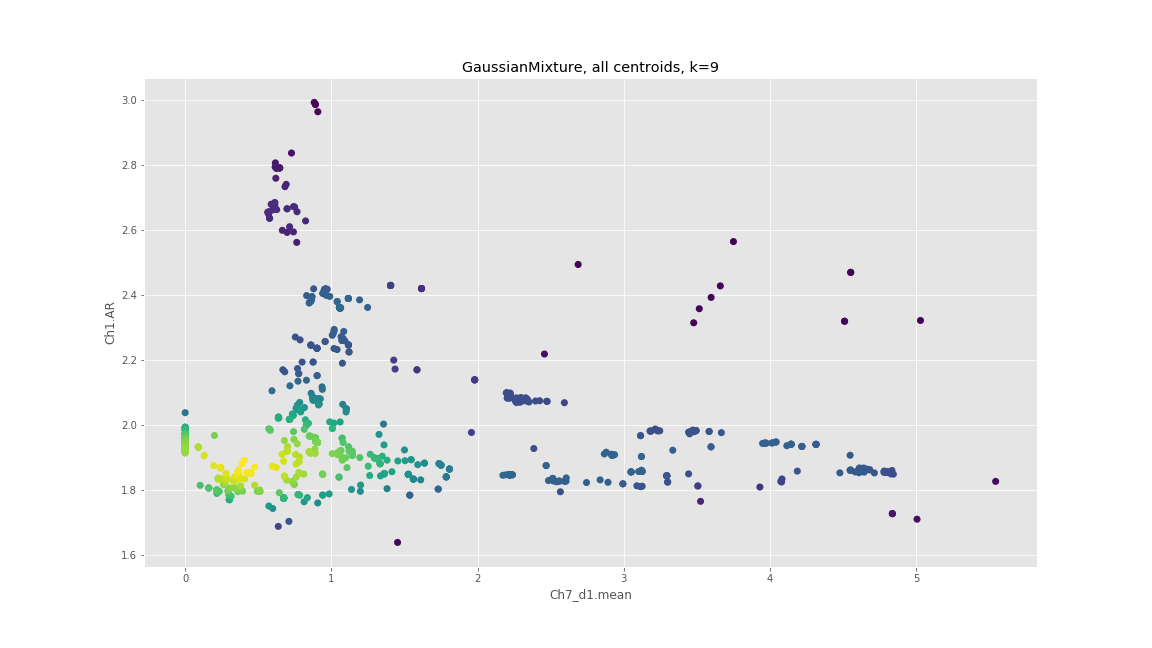 GaussianMixture, all centroids, k=9
3.0
2.8
2.6
2.4
2.2
2.0
1.8
1.6
Ch1.AR
0 1 2 3 4 5
Ch7_d1.mean